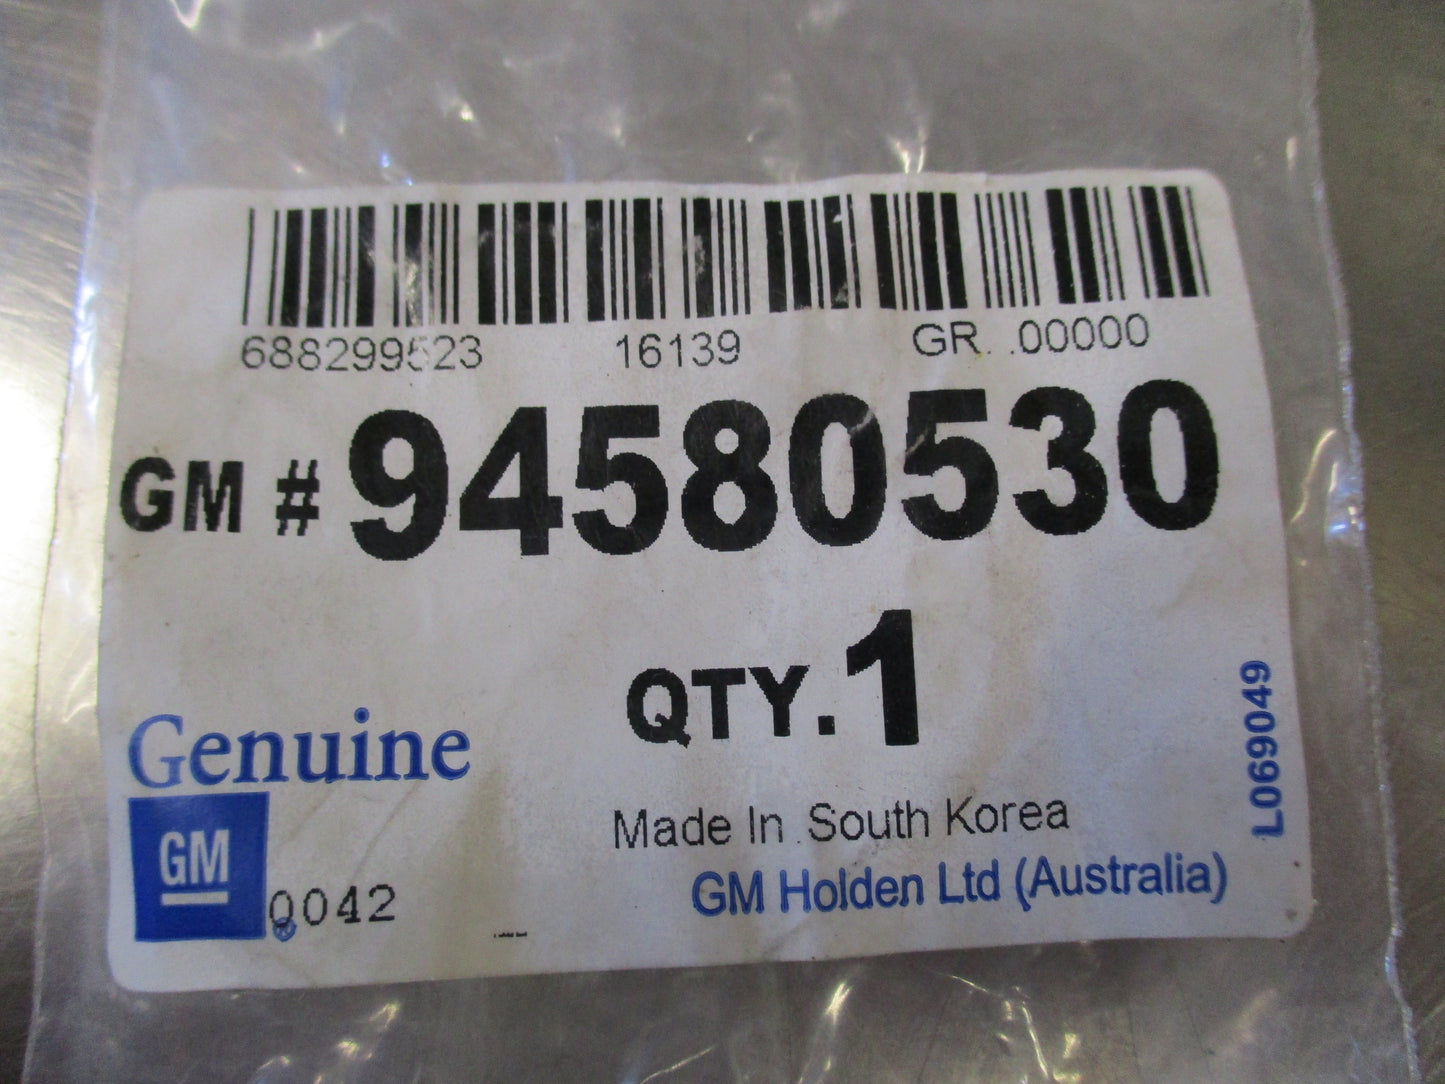 688299523 16139 GR .00000
GM # 94580530
QTY. 1
Genuine
GM
0042
®
Made In South Korea
GM Holden Ltd (Australia)
L069049